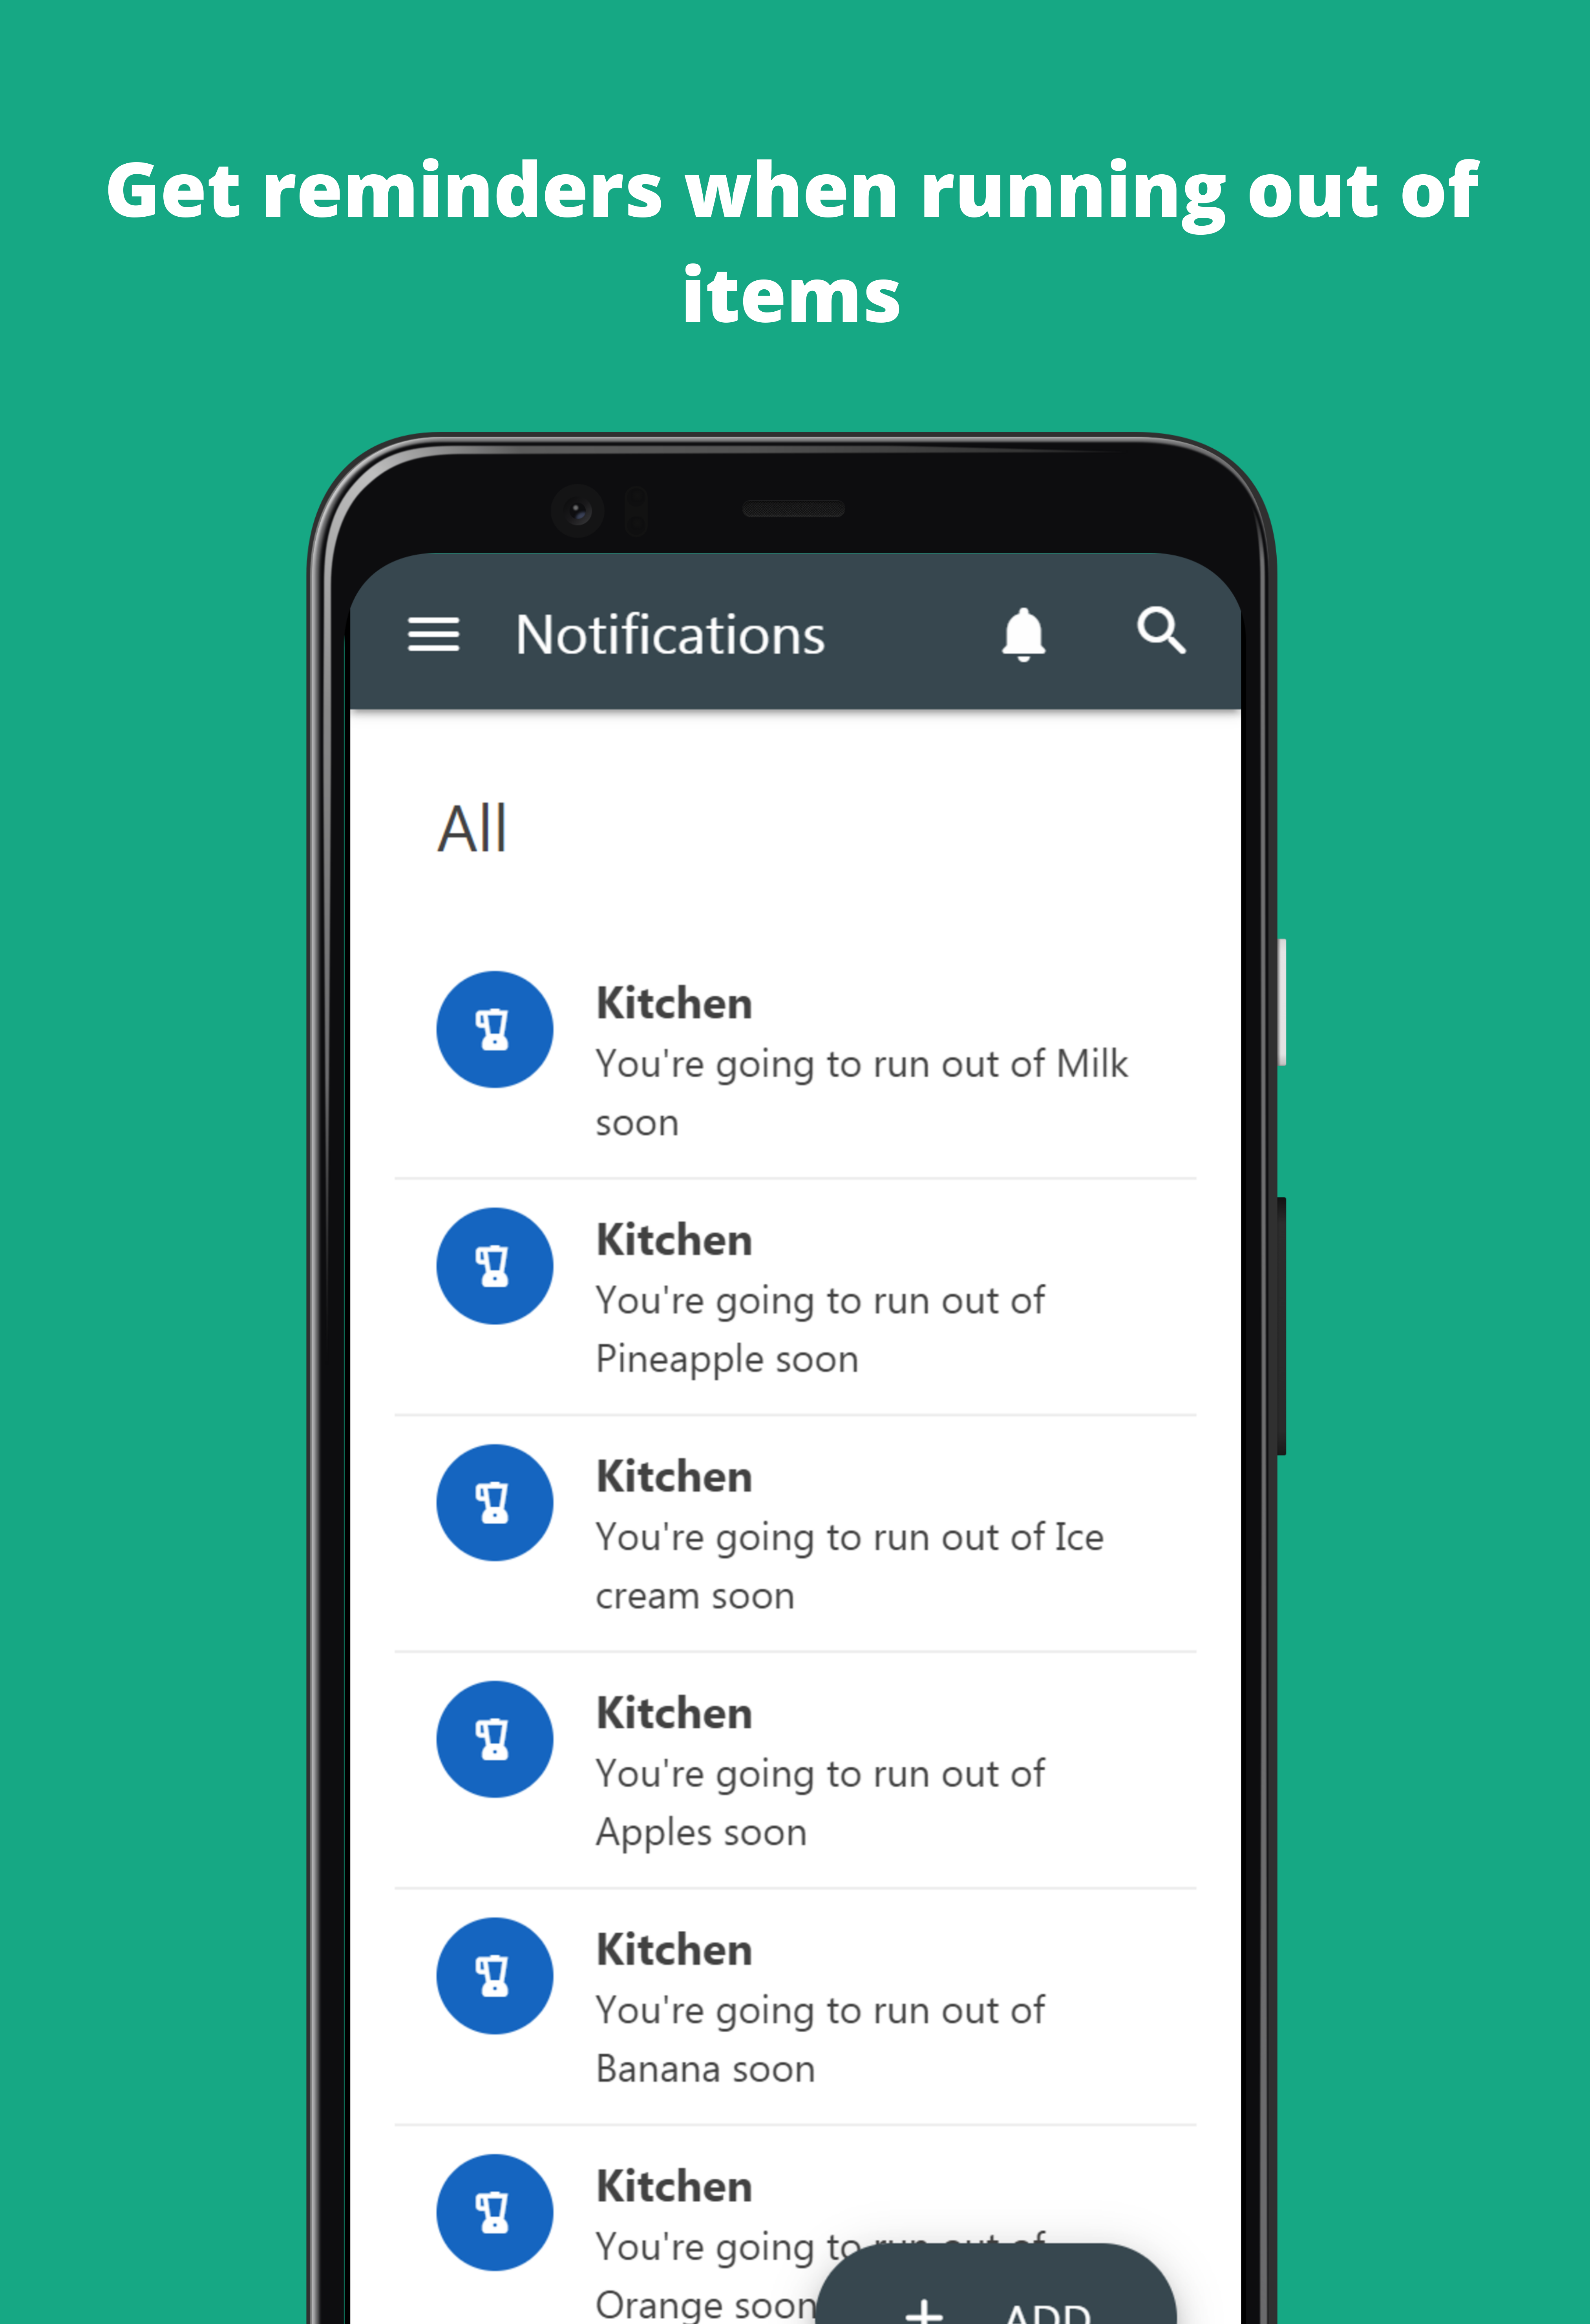 Get reminders when running out of
items
Notifications
All
Kitchen
You're going to run out of Milk
soon
Kitchen
You're going to run out of
Pineapple soon
Kitchen
You're going to run out of Ice
cream soon
Kitchen
You're going to run out of
Apples soon
Kitchen
You're going to run out of
Banana soon
Kitchen
You're going to run out of
Orange soon
ADD